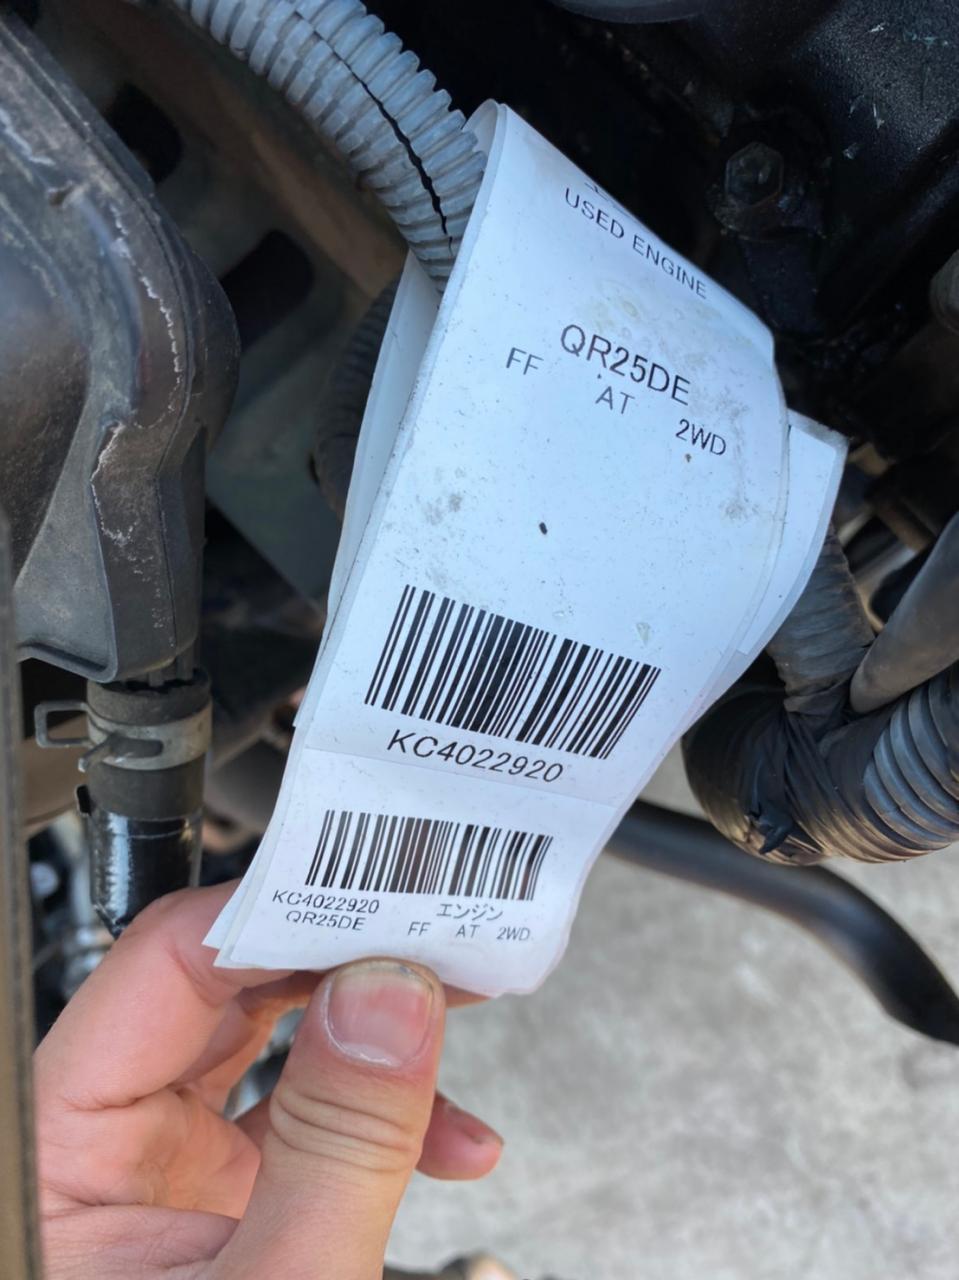 USED ENGINE
QR25DE
FF AT 2WD
KC4022920
KC4022920 エンジン
QR25DE FF AT 2WD